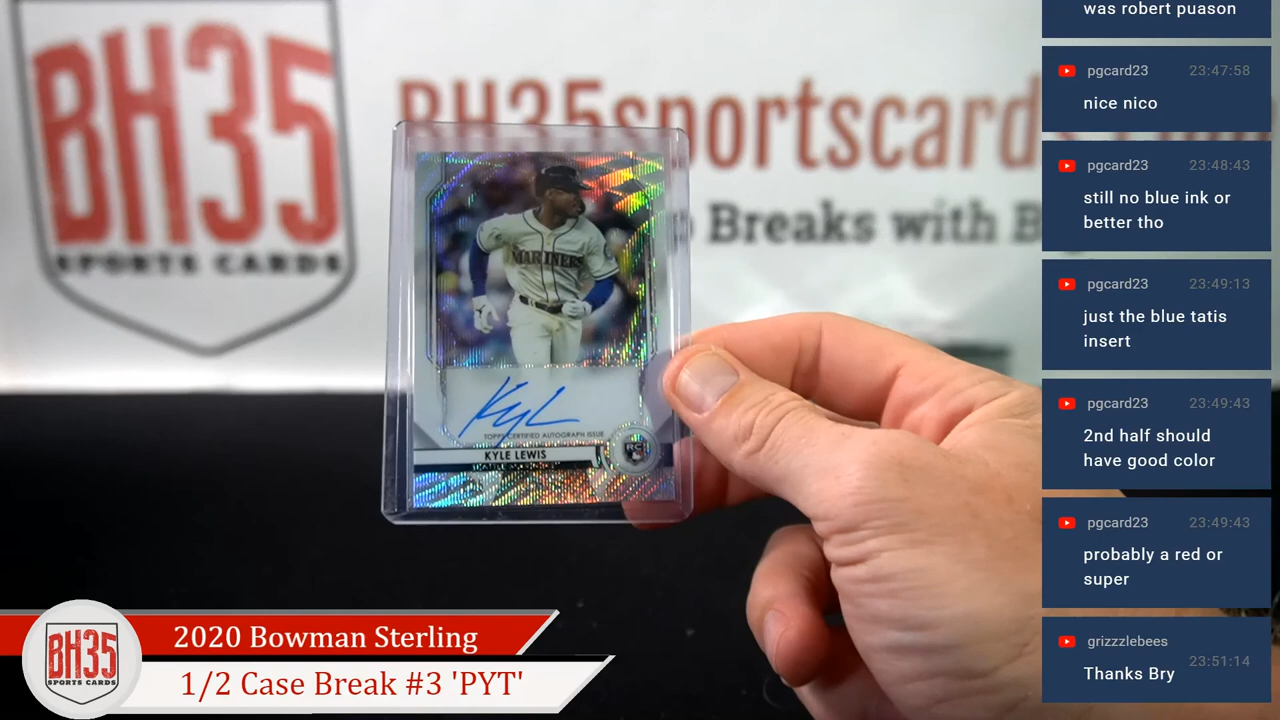 BH35
SPORTS CARDS
BH35sportscards
Breaks with B
MARINERS
TOPPS CERTIFIED AUTOGRAPH ISSUE
KYLE LEWIS
RC
2020 Bowman Sterling
1/2 Case Break #3 'PYT'
BH35
SPORTS CARDS
was robert puason
pgcard23 23:47:58
nice nico
pgcard23 23:48:43
still no blue ink or
better tho
pgcard23 23:49:13
just the blue tatis
insert
pgcard23 23:49:43
2nd half should
have good color
pgcard23 23:49:43
probably a red or
super
grizzzlebees 23:51:14
Thanks Bry